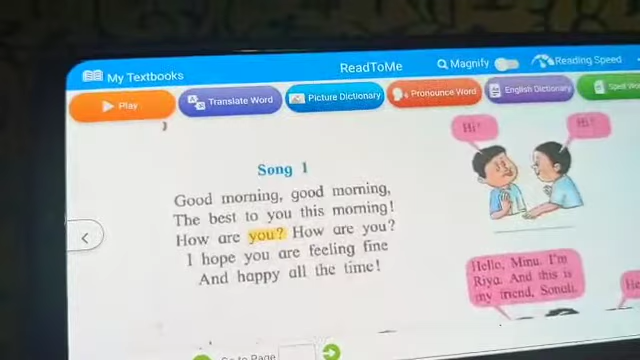 My Textbooks
ReadToMe
Magnify
Reading Speed
Play
Translate Word
Picture Dictionary
Pronounce Word
English Dictionary
Spell
Hi!
Hi!
Song 1
Good morning, good morning,
The best to you this morning!
How are you? How are you?
I hope you are feeling fine
And happy all the time!
Hello, Minu. I'm
Riya. And this is
my friend, Sonali.
Go to Page